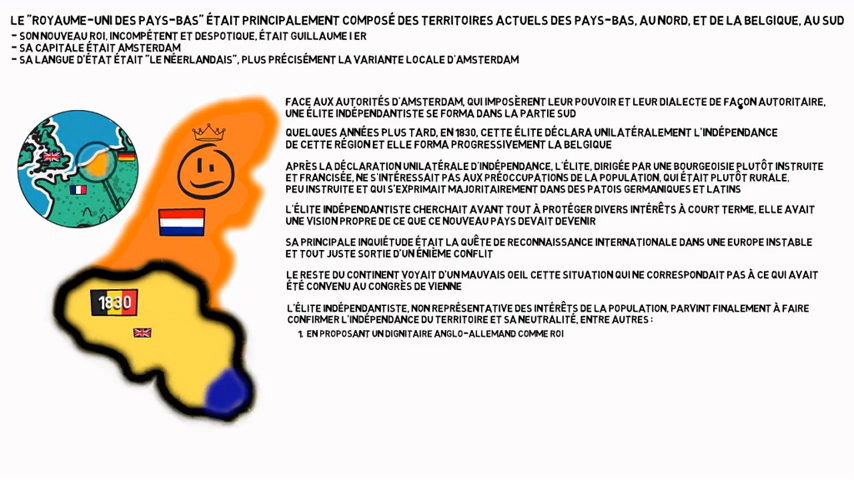 LE "ROYAUME-UNI DES PAYS-BAS" ÉTAIT PRINCIPALEMENT COMPOSÉ DES TERRITOIRES ACTUELS DES PAYS-BAS, AU NORD, ET DE LA BELGIQUE, AU SUD
- SON NOUVEAU ROI, INCOMPÉTENT ET DESPOTIQUE, ÉTAIT GUILLAUME I ER
- SA CAPITALE ÉTAIT AMSTERDAM
- SA LANGUE D'ÉTAT ÉTAIT "LE NÉERLANDAIS", PLUS PRÉCISÉMENT LA VARIANTE LOCALE D'AMSTERDAM
FACE AUX AUTORITÉS D'AMSTERDAM, QUI IMPOSÈRENT LEUR POUVOIR ET LEUR DIALECTE DE FAÇON AUTORITAIRE,
UNE ÉLITE INDÉPENDANTISTE SE FORMA DANS LA PARTIE SUD
QUELQUES ANNÉES PLUS TARD, EN 1830, CETTE ÉLITE DÉCLARA UNILATÉRALEMENT L'INDÉPENDANCE
DE CETTE RÉGION ET ELLE FORMA PROGRESSIVEMENT LA BELGIQUE
APRÈS LA DÉCLARATION UNILATÉRALE D'INDÉPENDANCE, L'ÉLITE, DIRIGÉE PAR UNE BOURGEOISIE PLUTÔT INSTRUITE
ET FRANCISÉE, NE S'INTÉRESSAIT PAS AUX PRÉOCCUPATIONS DE LA POPULATION, QUI ÉTAIT PLUTÔT RURALE,
PEU INSTRUITE ET QUI S'EXPRIMAIT MAJORITAIREMENT DANS DES PATOIS GERMANIQUES ET LATINS
L'ÉLITE INDÉPENDANTISTE CHERCHAIT AVANT TOUT À PROTÉGER DIVERS INTÉRÊTS À COURT TERME, ELLE AVAIT
UNE VISION PROPRE DE CE QUE CE NOUVEAU PAYS DEVAIT DEVENIR
SA PRINCIPALE INQUIÉTUDE ÉTAIT LA QUÊTE DE RECONNAISSANCE INTERNATIONALE DANS UNE EUROPE INSTABLE
ET TOUT JUSTE SORTIE D'UN ÉNIÈME CONFLIT
LE RESTE DU CONTINENT VOYAIT D'UN MAUVAIS OEIL CETTE SITUATION QUI NE CORRESPONDAIT PAS À CE QUI AVAIT
ÉTÉ CONVENU AU CONGRÈS DE VIENNE
1830
L'ÉLITE INDÉPENDANTISTE, NON REPRÉSENTATIVE DES INTÉRÊTS DE LA POPULATION, PARVINT FINALEMENT À FAIRE
CONFIRMER L'INDÉPENDANCE DU TERRITOIRE ET SA NEUTRALITÉ, ENTRE AUTRES :
1. EN PROPOSANT UN DIGNITAIRE ANGLO-ALLEMAND COMME ROI